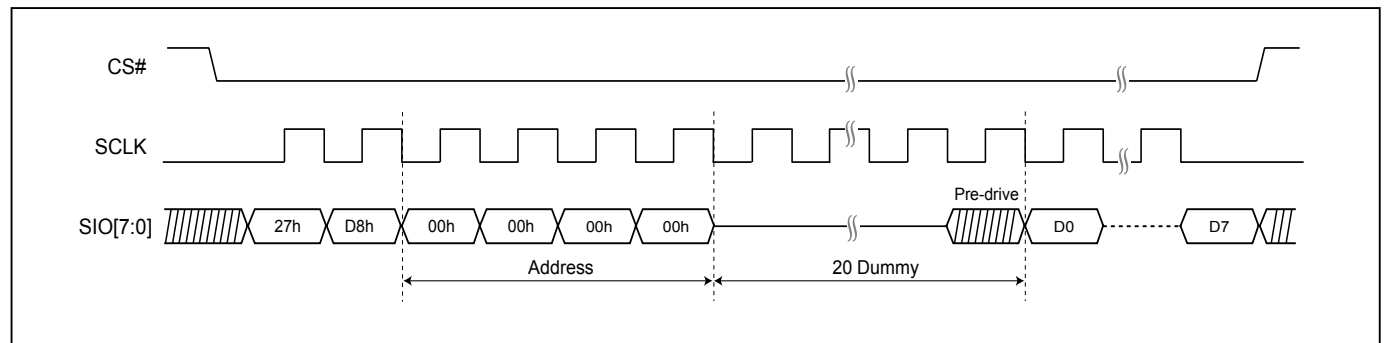 CS#
SCLK
Pre-drive
SIO[7:0] 27h D8h 00h 00h 00h 00h D0 D7
Address 20 Dummy